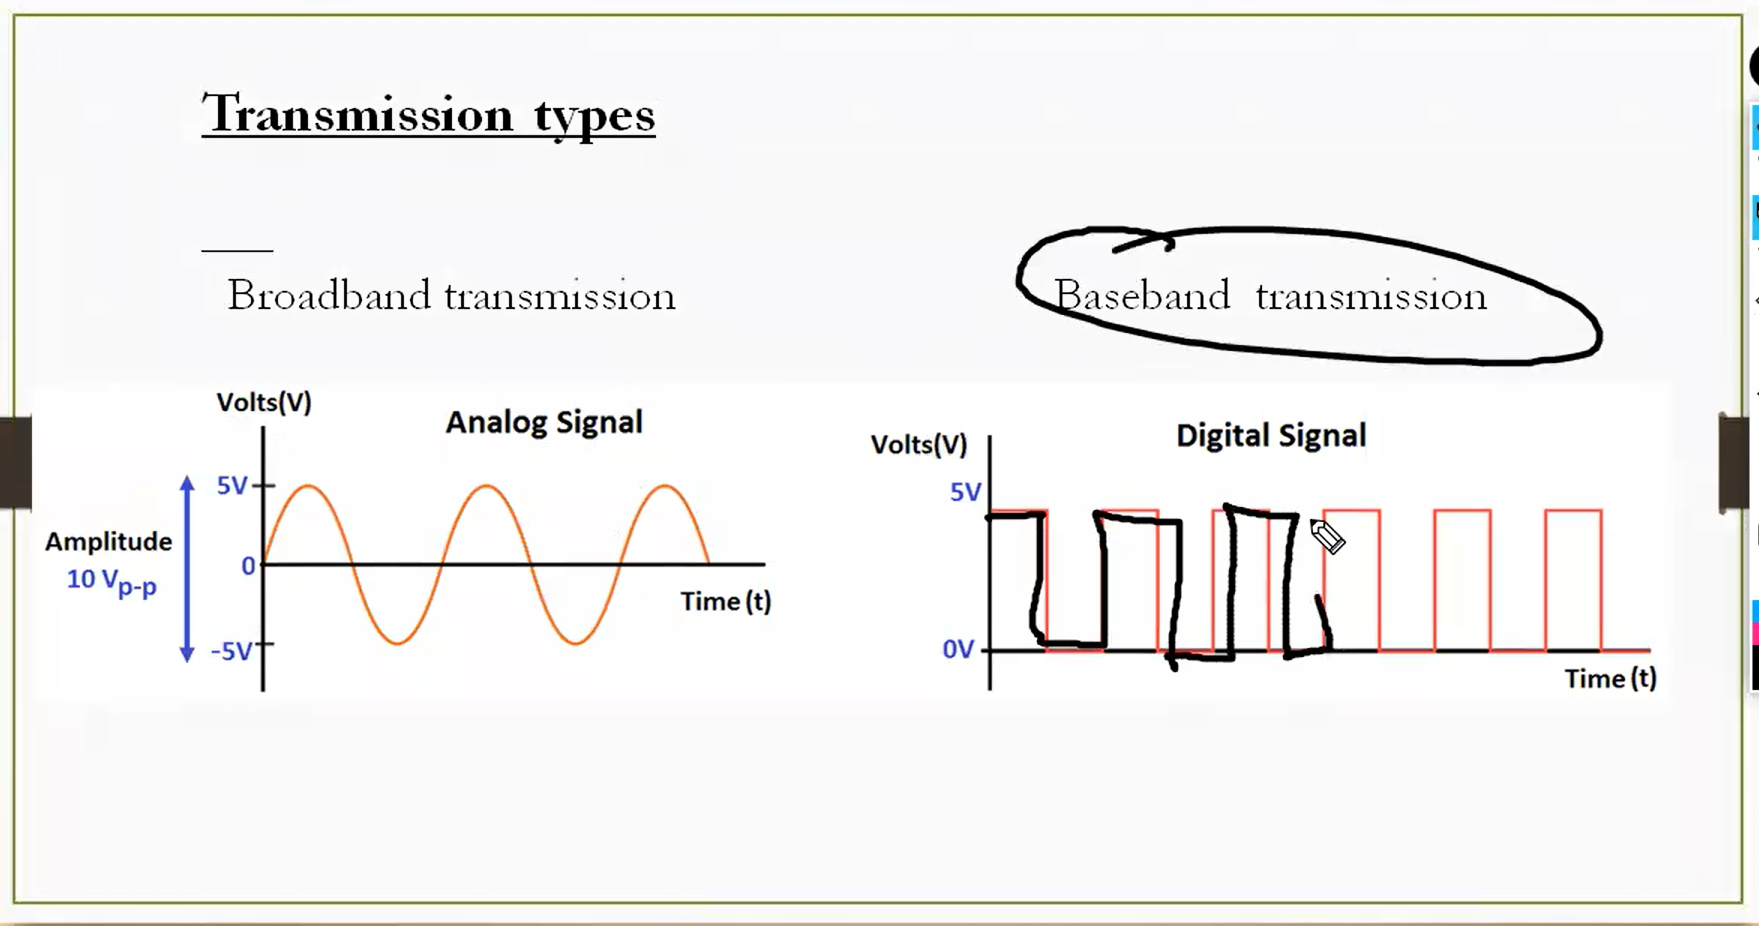 Transmission types
Broadband transmission
Baseband transmission
Volts(V)
Analog Signal
5V
Amplitude
10 Vp-p
0
-5V
Time (t)
Volts(V)
Digital Signal
5V
0V
Time (t)